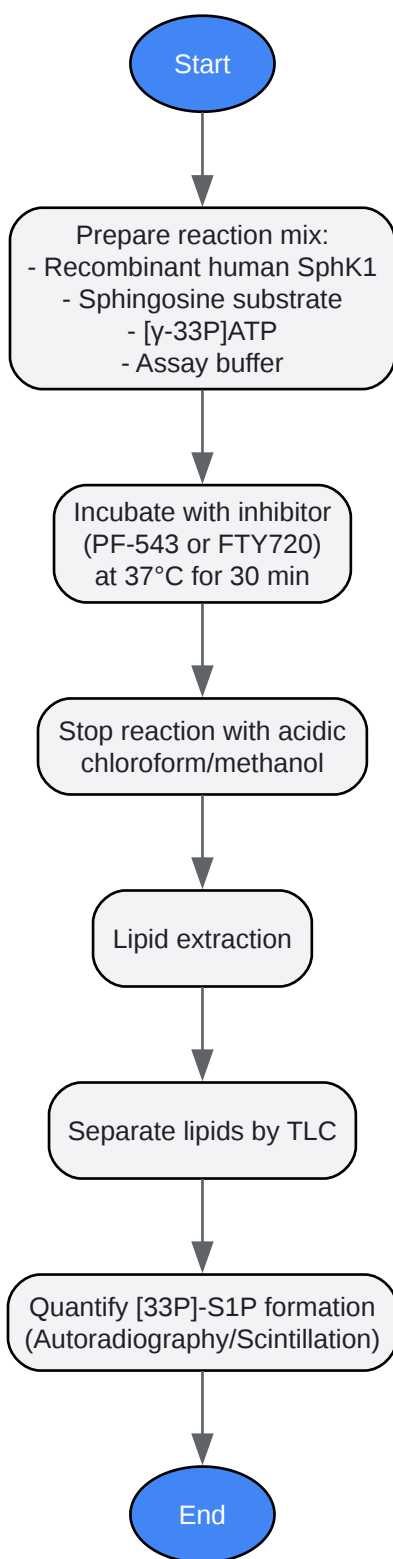 Start
Prepare reaction mix:
- Recombinant human SphK1
- Sphingosine substrate
- [γ-33P]ATP
- Assay buffer
Incubate with inhibitor
(PF-543 or FTY720)
at 37°C for 30 min
Stop reaction with acidic
chloroform/methanol
Lipid extraction
Separate lipids by TLC
Quantify [33P]-S1P formation
(Autoradiography/Scintillation)
End